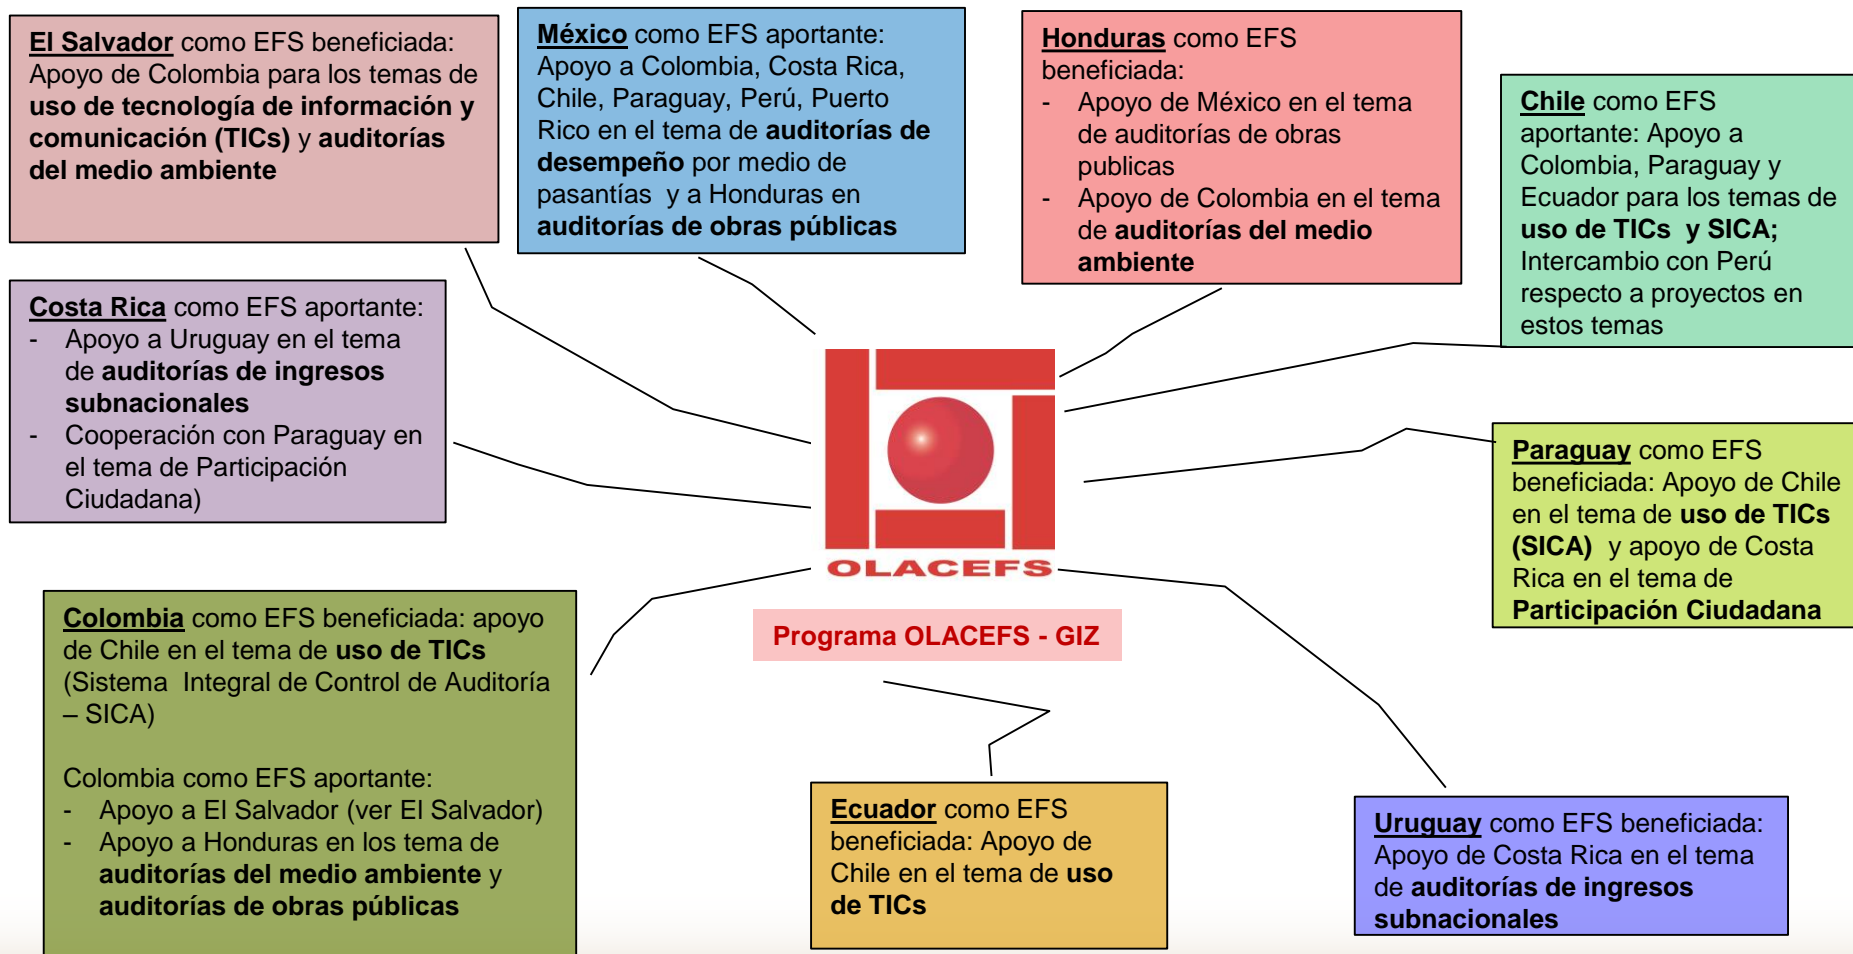 El Salvador como EFS beneficiada:
Apoyo de Colombia para los temas de
uso de tecnología de información y
comunicación (TICs) y auditorías
del medio ambiente
México como EFS aportante:
Apoyo a Colombia, Costa Rica,
Chile, Paraguay, Perú, Puerto
Rico en el tema de auditorías de
desempeño por medio de
pasantías y a Honduras en
auditorías de obras públicas
Honduras como EFS
beneficiada:
- Apoyo de México en el tema
de auditorías de obras
publicas
- Apoyo de Colombia en el tema
de auditorías del medio
ambiente
Chile como EFS
aportante: Apoyo a
Colombia, Paraguay y
Ecuador para los temas de
uso de TICs y SICA;
Intercambio con Perú
respecto a proyectos en
estos temas
Costa Rica como EFS aportante:
- Apoyo a Uruguay en el tema
de auditorías de ingresos
subnacionales
- Cooperación con Paraguay en
el tema de Participación
Ciudadana)
OLACEFS
Programa OLACEFS - GIZ
Paraguay como EFS
beneficiada: Apoyo de Chile
en el tema de uso de TICs
(SICA) y apoyo de Costa
Rica en el tema de
Participación Ciudadana
Colombia como EFS beneficiada: apoyo
de Chile en el tema de uso de TICs
(Sistema Integral de Control de Auditoría
– SICA)
Colombia como EFS aportante:
- Apoyo a El Salvador (ver El Salvador)
- Apoyo a Honduras en los tema de
auditorías del medio ambiente y
auditorías de obras públicas
Ecuador como EFS
beneficiada: Apoyo de
Chile en el tema de uso
de TICs
Uruguay como EFS beneficiada:
Apoyo de Costa Rica en el tema
de auditorías de ingresos
subnacionales